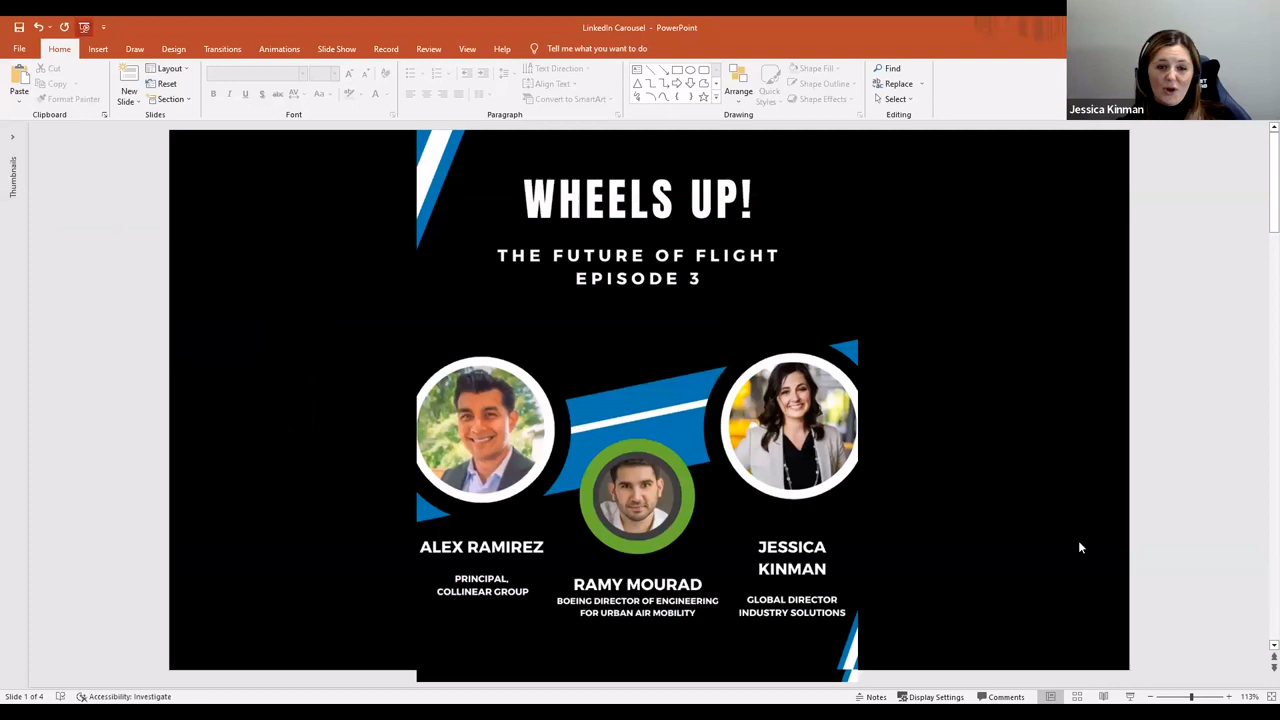 LinkedIn Carousel - PowerPoint
File Home Insert Draw Design Transitions Animations Slide Show Record Review View Help Tell me what you want to do
Jessica Kinman
Paste
Cut
Copy
Format Painter
Clipboard
New Slide
Layout
Reset
Section
Slides
B I U S
Font
Text Direction
Align Text
Convert to SmartArt
Paragraph
Arrange
Quick Styles
Shape Fill
Shape Outline
Shape Effects
Drawing
Find
Replace
Select
Editing
Thumbnails
WHEELS UP!
THE FUTURE OF FLIGHT
EPISODE 3
ALEX RAMIREZ
PRINCIPAL,
COLLINEAR GROUP
RAMY MOURAD
BOEING DIRECTOR OF ENGINEERING
FOR URBAN AIR MOBILITY
JESSICA
KINMAN
GLOBAL DIRECTOR
INDUSTRY SOLUTIONS
Slide 1 of 4 Accessibility: Investigate Notes Display Settings Comments 113%